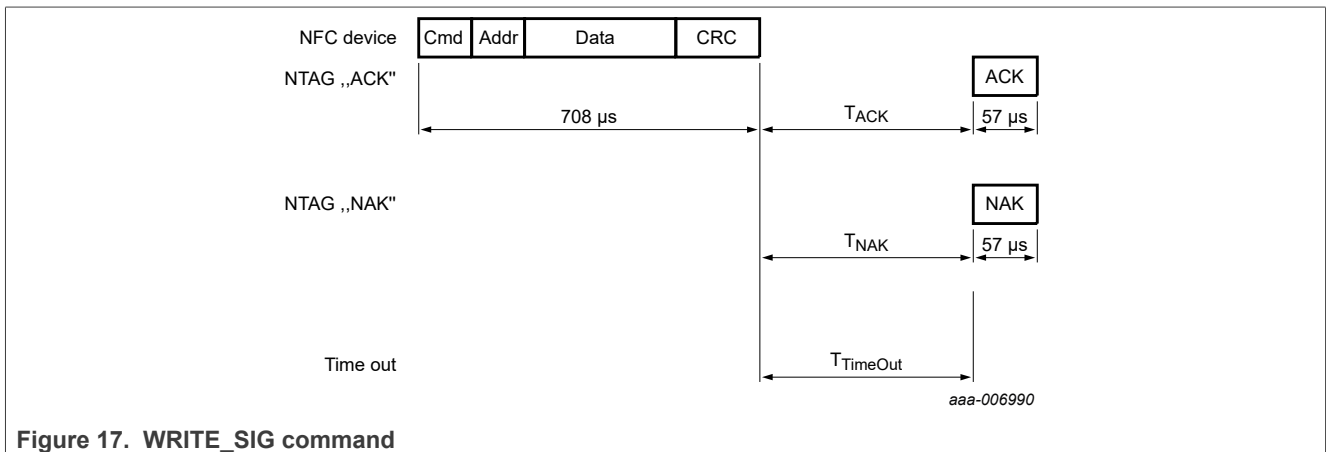 NFC device Cmd Addr Data CRC
NTAG ,,ACK" ACK
708 µs TACK 57 µs
NTAG ,,NAK" NAK
TNAK 57 µs
Time out TTimeOut
aaa-006990
Figure 17. WRITE_SIG command